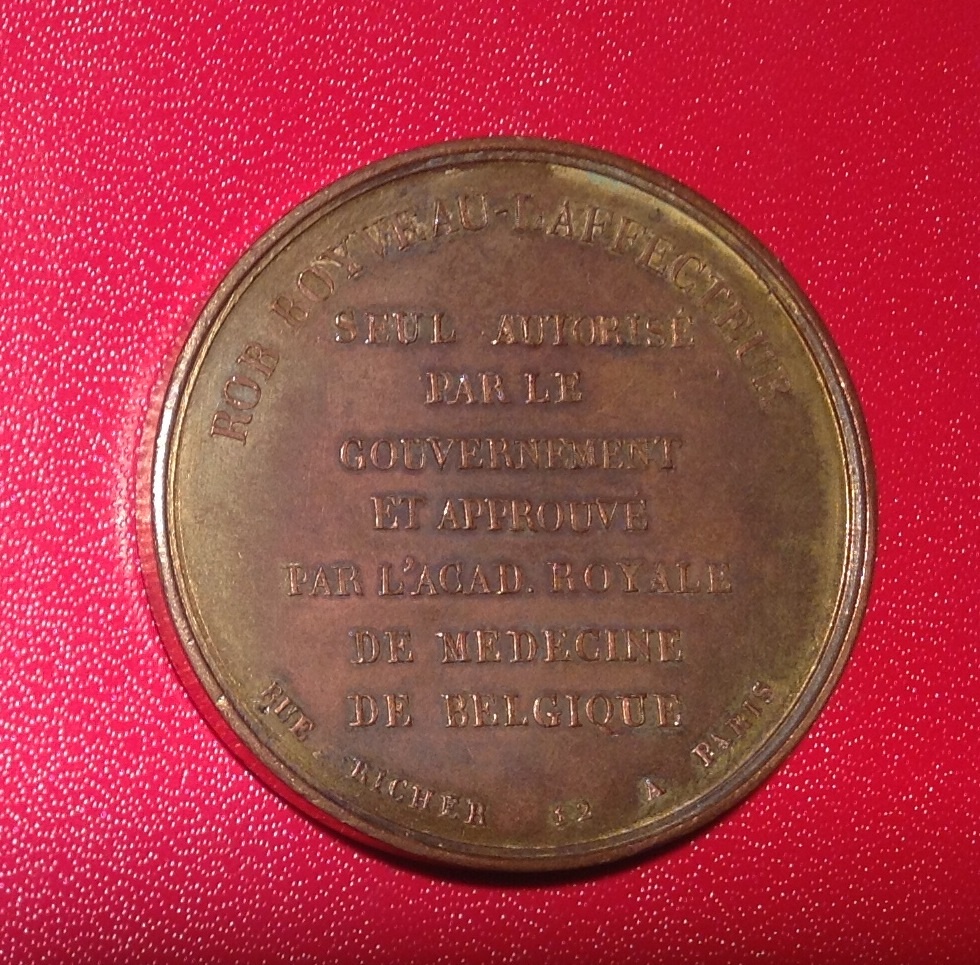 ROB BOYVEAU-LAFFECTEUR
SEUL AUTORISÉ
PAR LE
GOUVERNEMENT
ET APPROUVÉ
PAR L'ACAD. ROYALE
DE MEDECINE
DE BELGIQUE
RUE RICHER 12 A PARIS